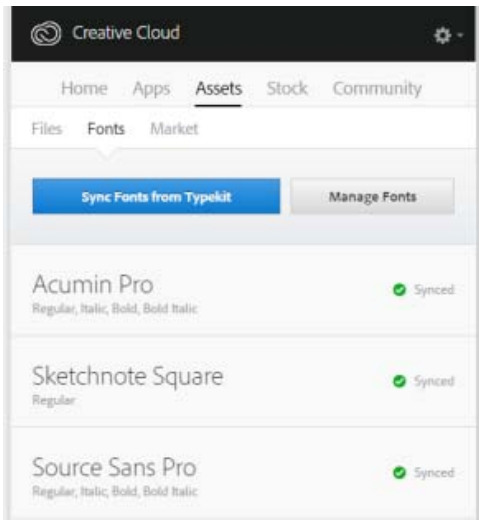 Creative Cloud
Home Apps Assets Stock Community
Files Fonts Market
Sync Fonts from Typekit Manage Fonts
Acumin Pro
Synced
Regular, Italic, Bold, Bold Italic
Sketchnote Square
Synced
Regular
Source Sans Pro
Synced
Regular, Italic, Bold, Bold Italic